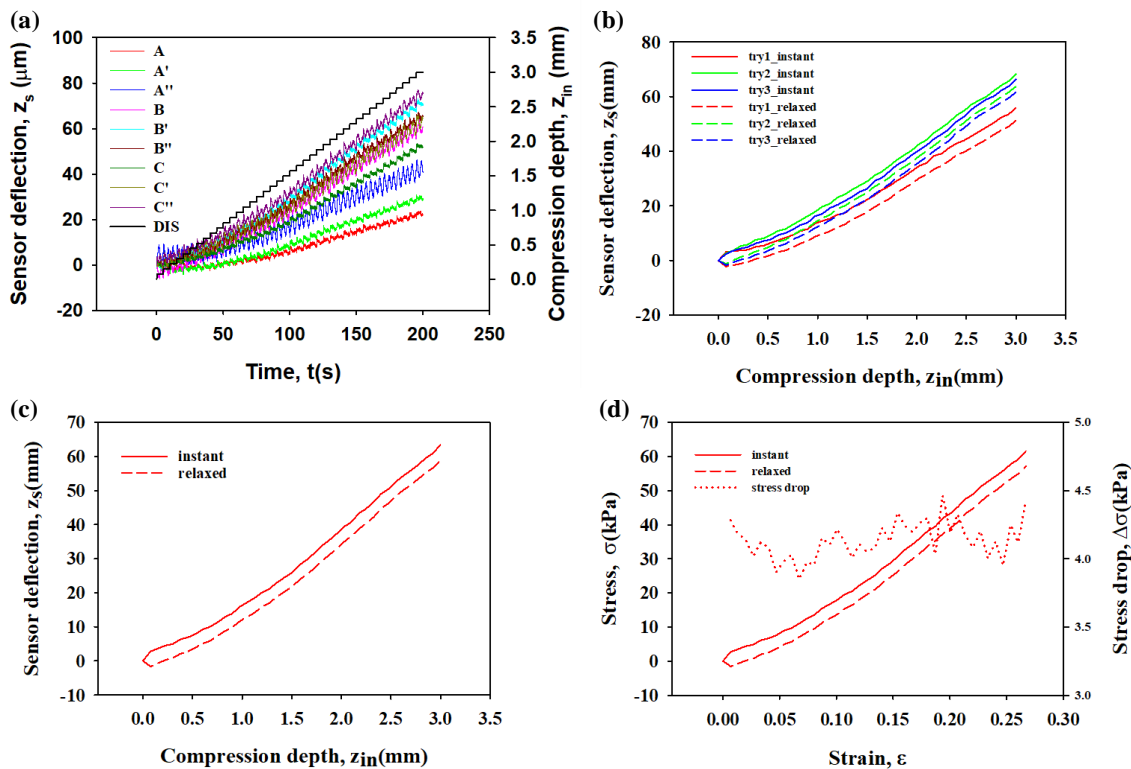 (a)
Sensor deflection, z_s (μm)
100
80
60
40
20
0
-20
A
A'
A''
B
B'
B''
C
C'
C''
DIS
3.5
3.0
2.5
2.0
1.5
1.0
0.5
0.0
Compression depth, z_in (mm)
0 50 100 150 200 250
Time, t(s)
(b)
Sensor deflection, z_s(mm)
80
60
40
20
0
-20
try1_instant
try2_instant
try3_instant
try1_relaxed
try2_relaxed
try3_relaxed
0.0 0.5 1.0 1.5 2.0 2.5 3.0 3.5
Compression depth, z_in(mm)
(c)
Sensor deflection, z_s(mm)
70
60
50
40
30
20
10
0
-10
instant
relaxed
0.0 0.5 1.0 1.5 2.0 2.5 3.0 3.5
Compression depth, z_in(mm)
(d)
Stress, σ(kPa)
70
60
50
40
30
20
10
0
-10
instant
relaxed
stress drop
5.0
4.5
4.0
3.5
3.0
Stress drop, Δσ(kPa)
0.00 0.05 0.10 0.15 0.20 0.25 0.30
Strain, ε